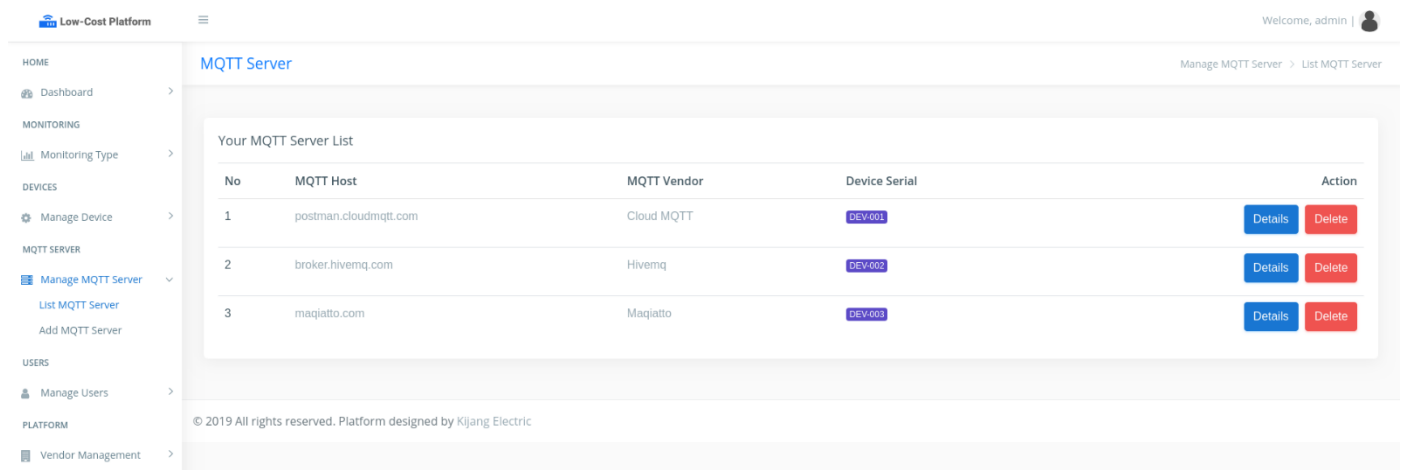 Low-Cost Platform
Welcome, admin |
HOME
Dashboard
MONITORING
Monitoring Type
DEVICES
Manage Device
MQTT SERVER
Manage MQTT Server
List MQTT Server
Add MQTT Server
USERS
Manage Users
PLATFORM
Vendor Management
MQTT Server
Manage MQTT Server > List MQTT Server
Your MQTT Server List
No MQTT Host MQTT Vendor Device Serial Action
1 postman.cloudmqtt.com Cloud MQTT DEV-001 Details Delete
2 broker.hivemq.com Hivemq DEV-002 Details Delete
3 maqiatto.com Maqiatto DEV-003 Details Delete
© 2019 All rights reserved. Platform designed by Kijang Electric